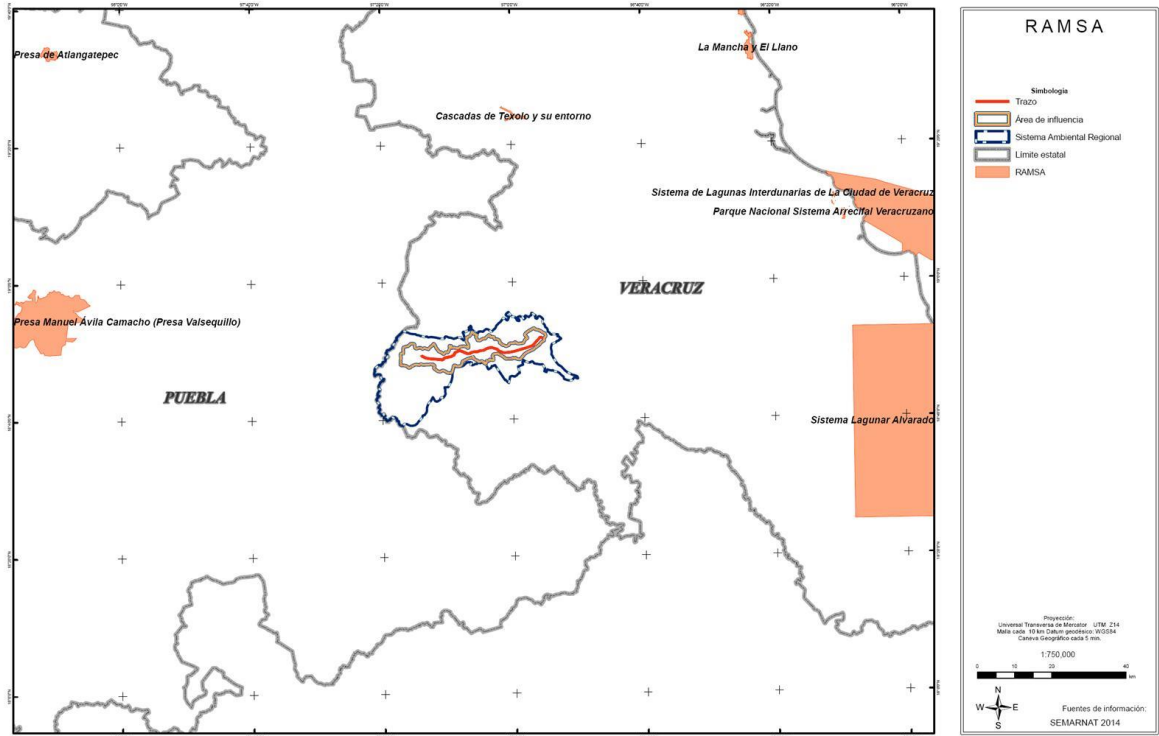 RAMSA
Simbología
Trazo
Área de influencia
Sistema Ambiental Regional
Límite estatal
RAMSA
Presa de Atlangatepec
La Mancha y El Llano
Cascadas de Texolo y su entorno
Sistema de Lagunas Interdunarias de La Ciudad de Veracruz
Parque Nacional Sistema Arrecifal Veracruzano
VERACRUZ
Presa Manuel Ávila Camacho (Presa Valsequillo)
PUEBLA
Sistema Lagunar Alvarado
Proyección:
Universal Transversa de Mercator UTM Z14
Malla cada 10 km Datum geodésico: WGS84
Caneva Geográfico cada 5 min.
1:750,000
0 10 20 40
km
N
W E
S
Fuentes de información:
SEMARNAT 2014